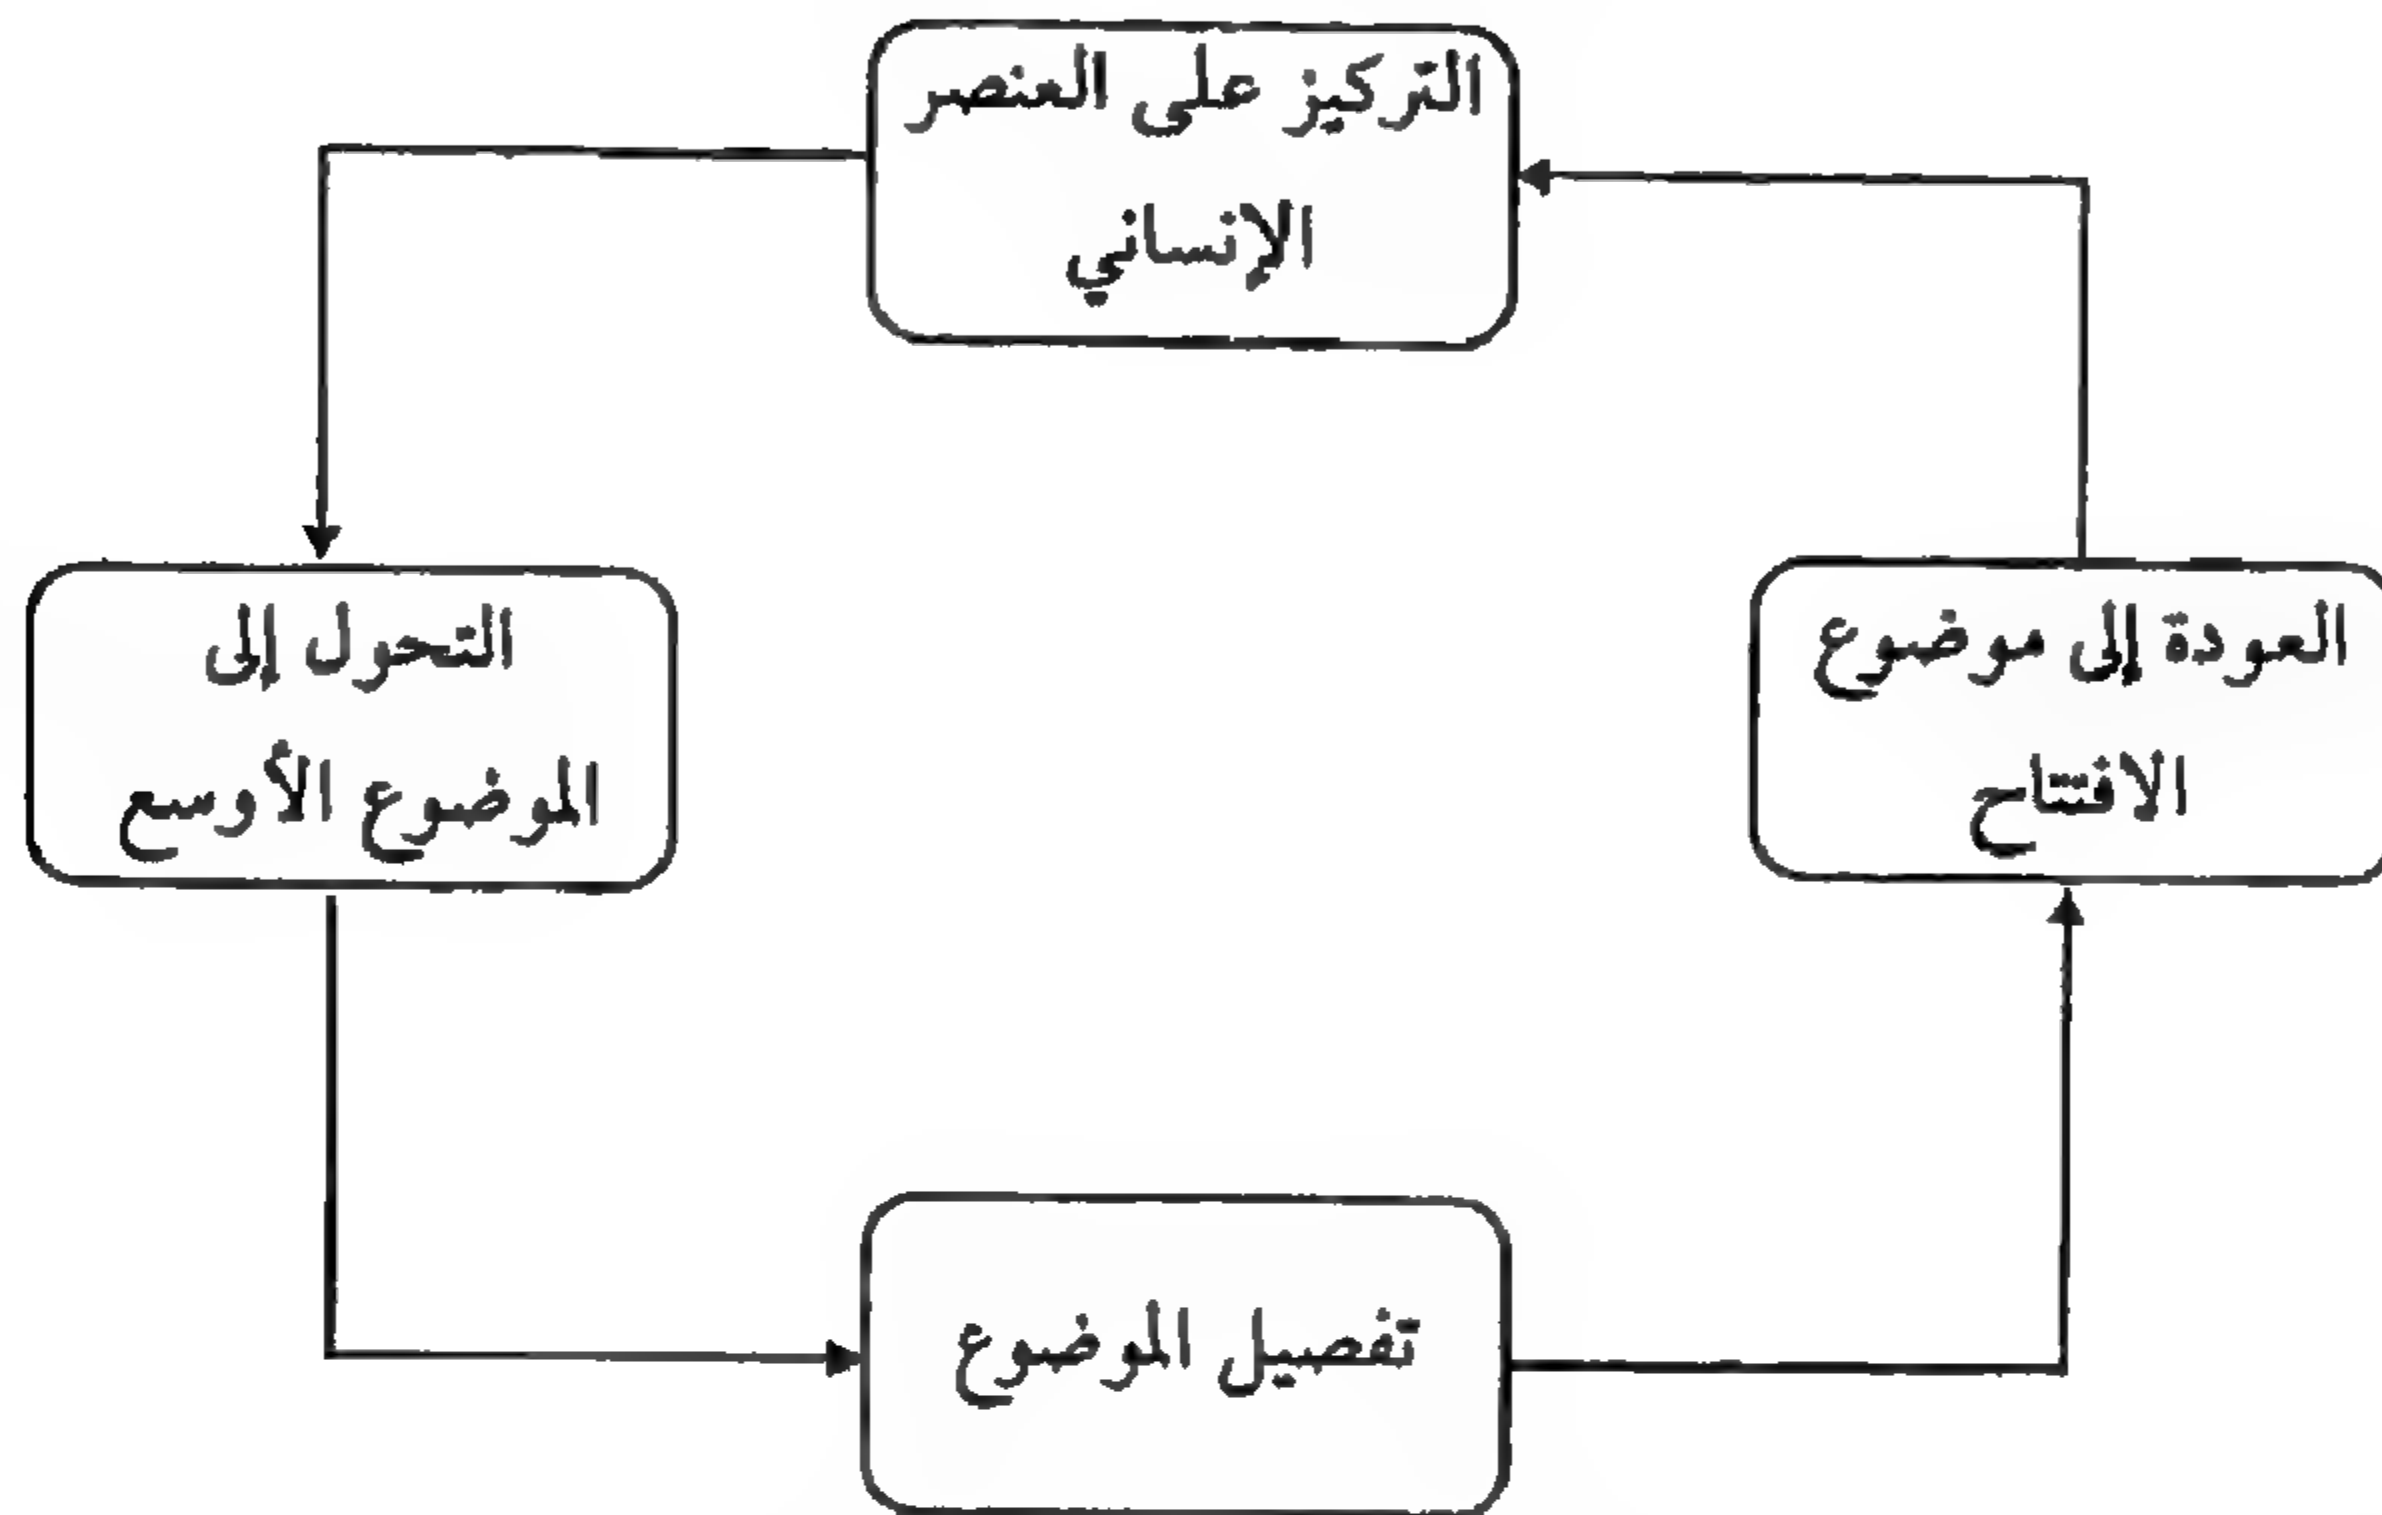 التركيز على العنصر
الإنساني
العودة إلى موضوع
الافتتاح
التحول إلى
الموضوع الأوسع
تفصيل الموضوع